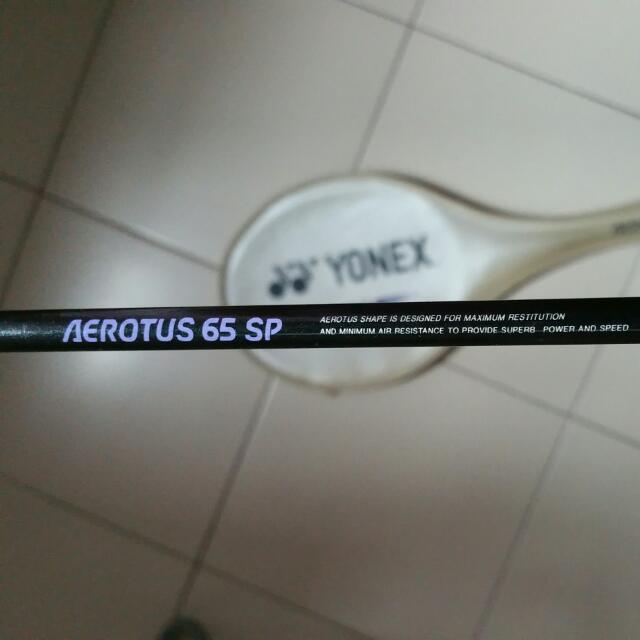 YONEX
AEROTUS 65 SP
AEROTUS SHAPE IS DESIGNED FOR MAXIMUM RESTITUTION
AND MINIMUM AIR RESISTANCE TO PROVIDE SUPERB POWER AND SPEED